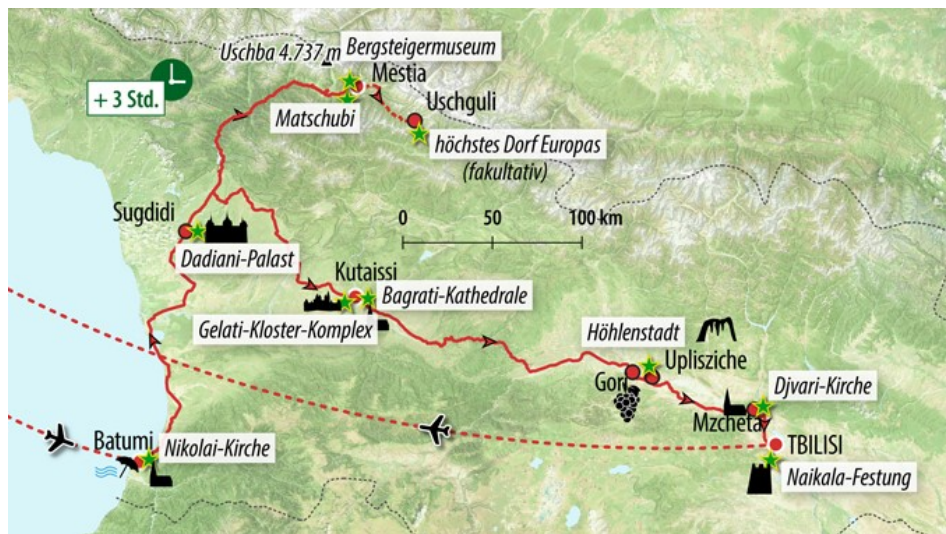 Uschba 4.737 m
Bergsteigermuseum
Mestia
+ 3 Std.
Matschubi
Uschguli
höchstes Dorf Europas
(fakultativ)
Sugdidi
0 50 100 km
Dadiani-Palast
Kutaissi
Bagrati-Kathedrale
Gelati-Kloster-Komplex
Höhlenstadt
Uplisziche
Gori
Djvari-Kirche
Mzcheta
Batumi
Nikolai-Kirche
TBILISI
Naikala-Festung